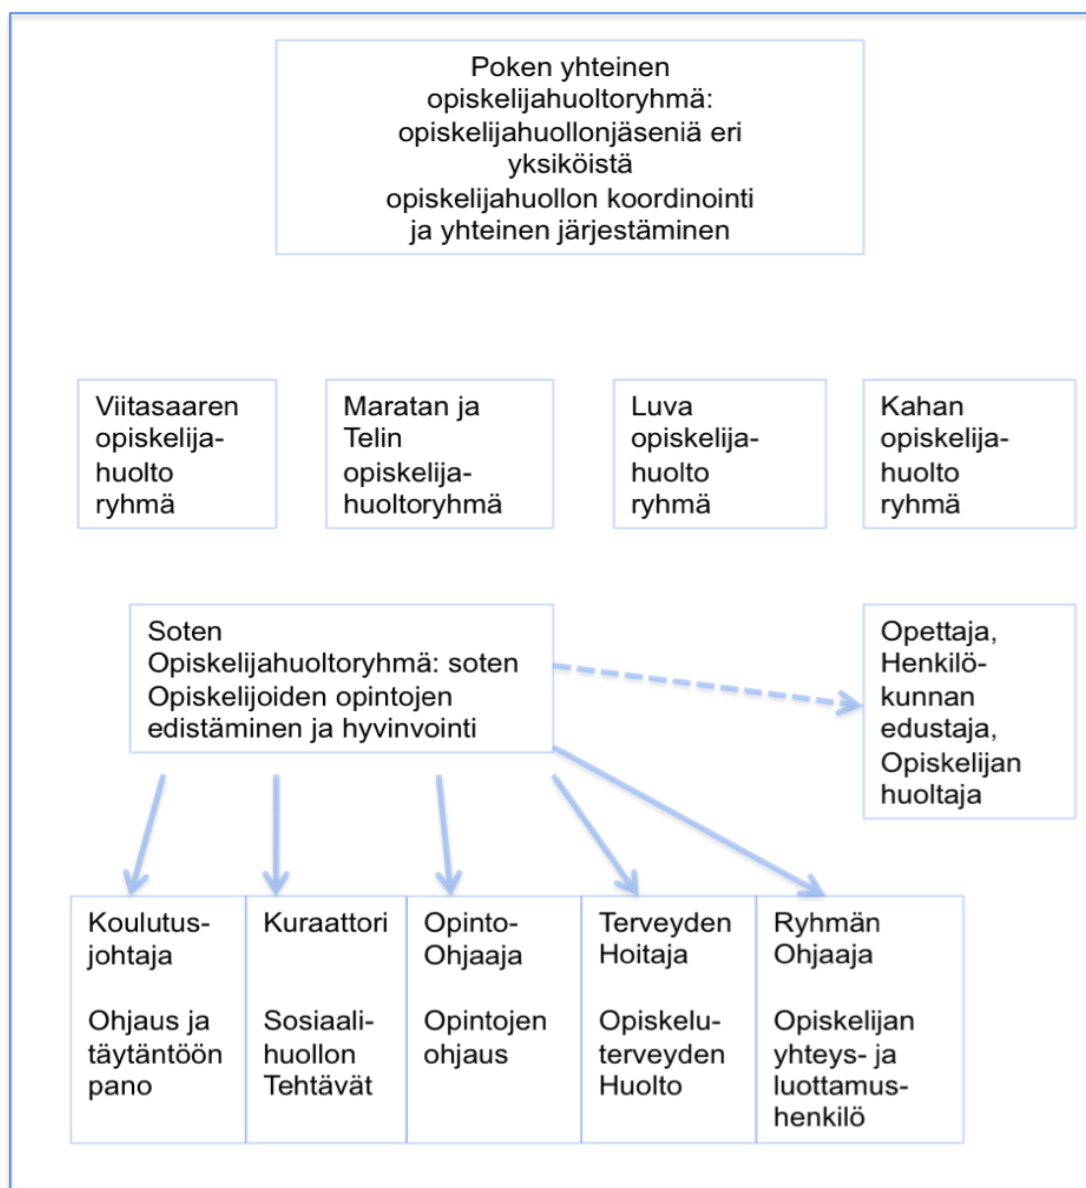 Poken yhteinen
opiskelijahuoltoryhmä:
opiskelijahuollonjäseniä eri
yksiköistä
opiskelijahuollon koordinointi
ja yhteinen järjestäminen
Viitasaaren
opiskelija-
huolto
ryhmä
Maratan ja
Telin
opiskelija-
huoltoryhmä
Luva
opiskelija-
huolto
ryhmä
Kahan
opiskelija-
huolto
ryhmä
Soten
Opiskelijahuoltoryhmä: soten
Opiskelijoiden opintojen
edistäminen ja hyvinvointi
Opettaja,
Henkilö-
kunnan
edustaja,
Opiskelijan
huoltaja
Koulutus-
johtaja
Ohjaus ja
täytäntöön
pano
Kuraattori
Sosiaali-
huollon
Tehtävät
Opinto-
Ohjaaja
Opintojen
ohjaus
Terveyden
Hoitaja
Opiskelu-
terveyden
Huolto
Ryhmän
Ohjaaja
Opiskelijan
yhteys- ja
luottamus-
henkilö